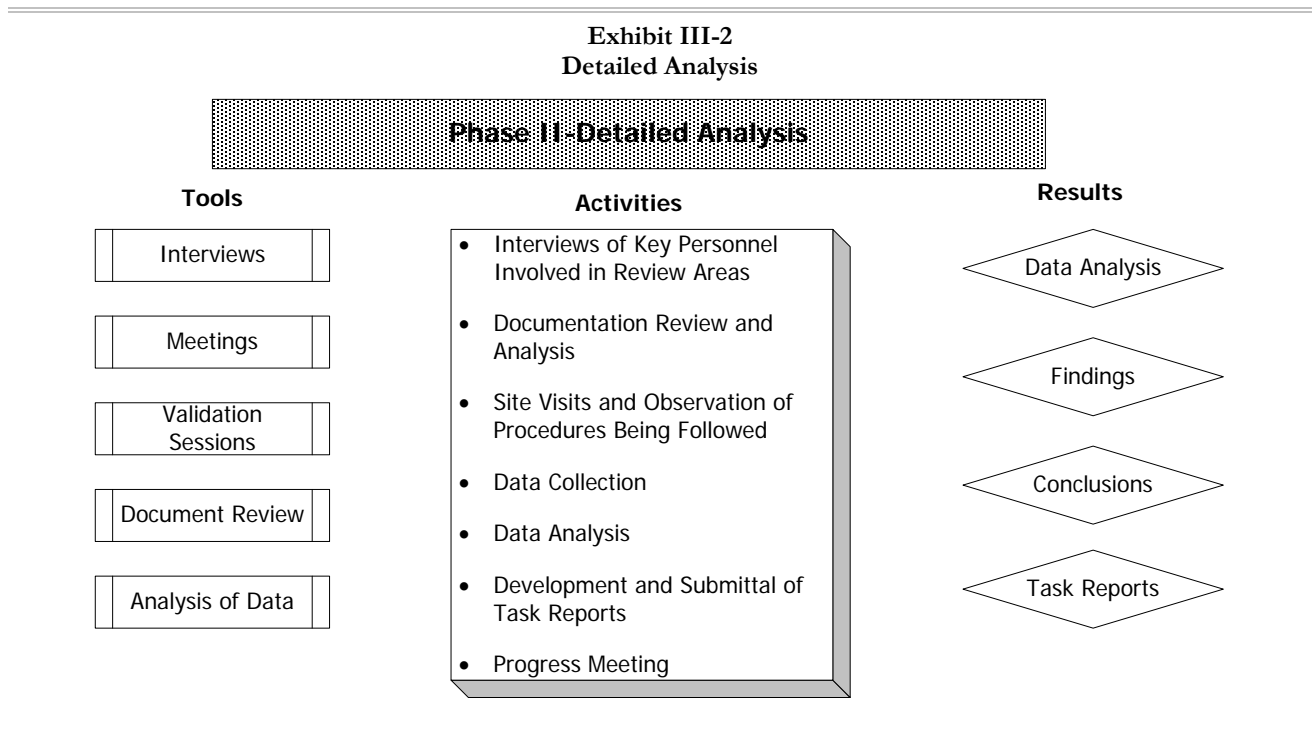 Exhibit III-2
Detailed Analysis
Phase II-Detailed Analysis
Tools
Interviews
Meetings
Validation
Sessions
Document Review
Analysis of Data
Activities
• Interviews of Key Personnel
Involved in Review Areas
• Documentation Review and
Analysis
• Site Visits and Observation of
Procedures Being Followed
• Data Collection
• Data Analysis
• Development and Submittal of
Task Reports
• Progress Meeting
Results
Data Analysis
Findings
Conclusions
Task Reports